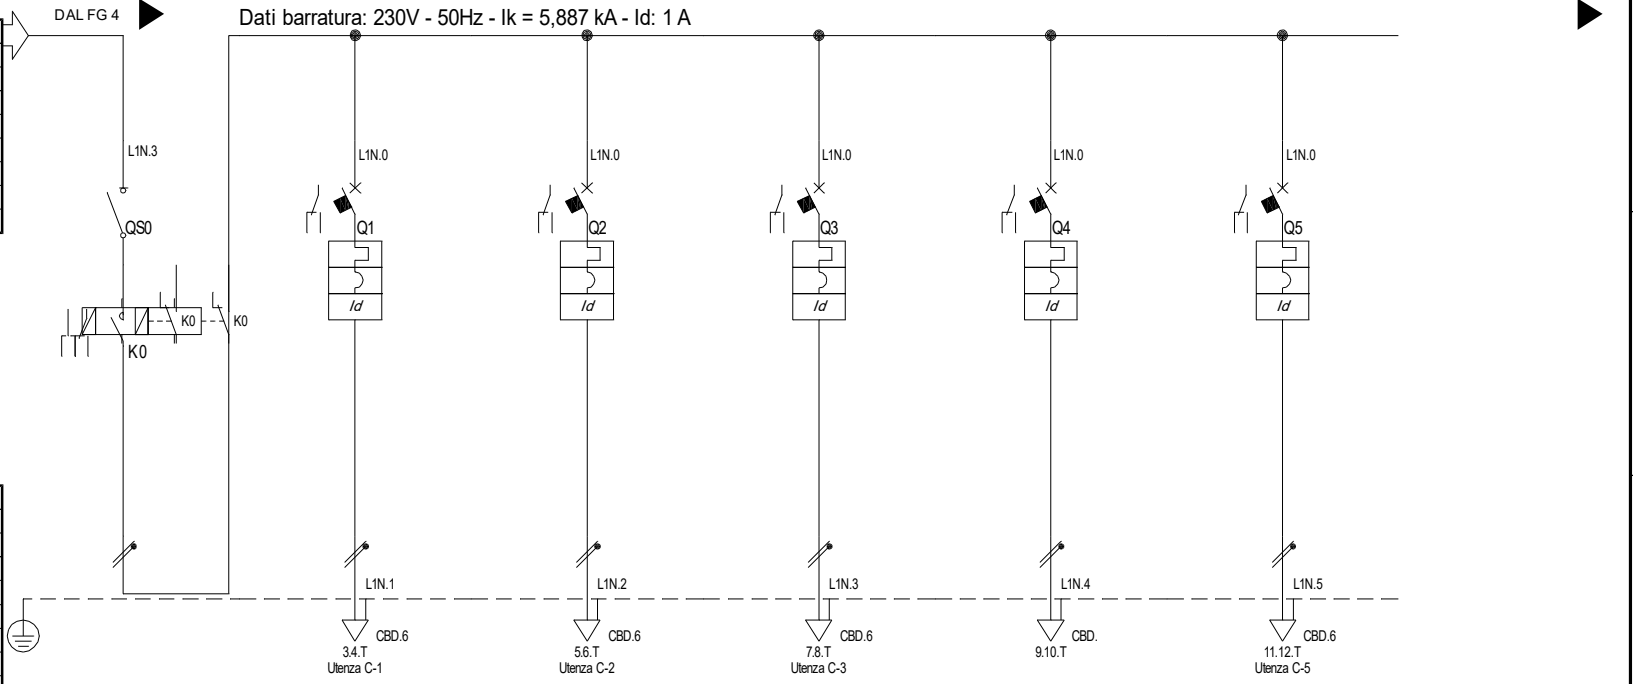 DAL FG 4
Dati barratura: 230V - 50Hz - Ik = 5,887 kA - Id: 1 A
L1N.3
L1N.0
L1N.0
L1N.0
L1N.0
L1N.0
QS0
Q1
Q2
Q3
Q4
Q5
Id
Id
Id
Id
Id
K0
K0
K0
L1N.1
L1N.2
L1N.3
L1N.4
L1N.5
CBD.6
CBD.6
CBD.6
CBD.
CBD.6
3.4.T
5.6.T
7.8.T
9.10.T
11.12.T
Utenza C-1
Utenza C-2
Utenza C-3
Utenza C-5